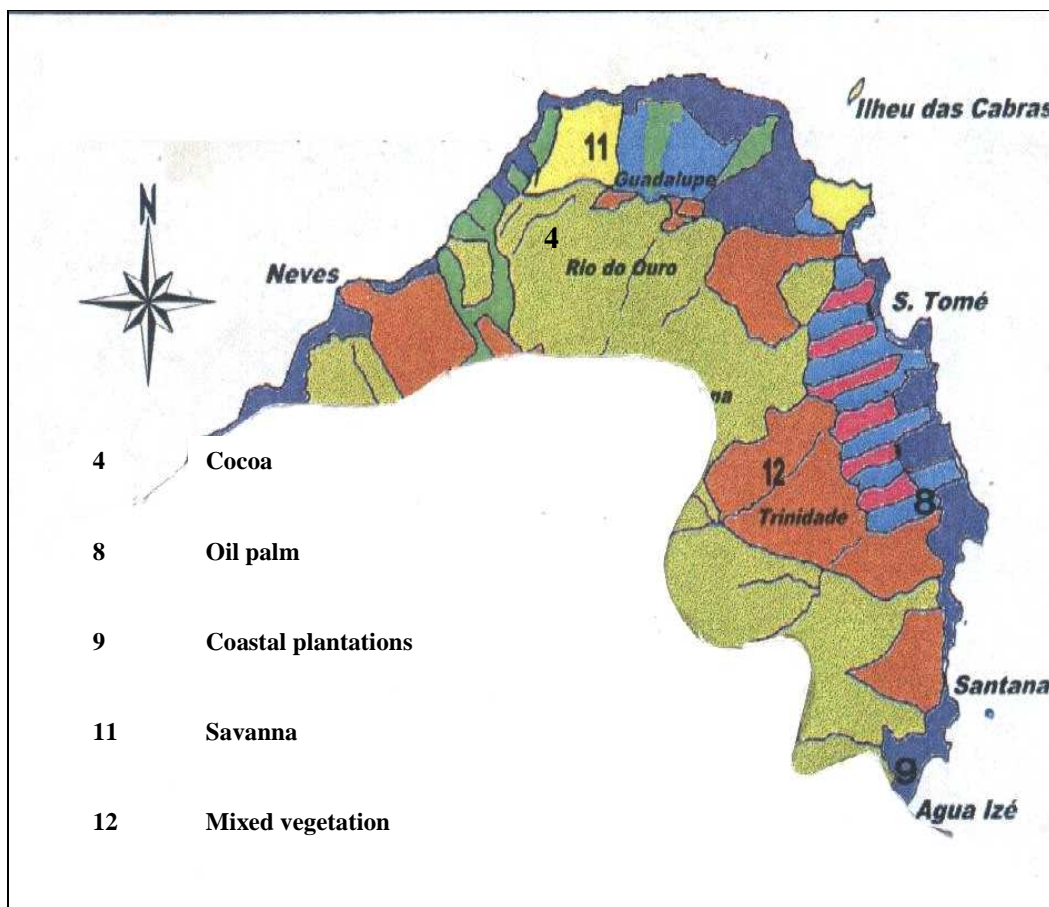 Ilheu das Cabras
11
Guadalupe
N
4
Neves
Rio do Ouro
S. Tomé
na
4 Cocoa
12
8
Trinidade
8 Oil palm
9 Coastal plantations
Santana
11 Savanna
9
Agua Izé
12 Mixed vegetation